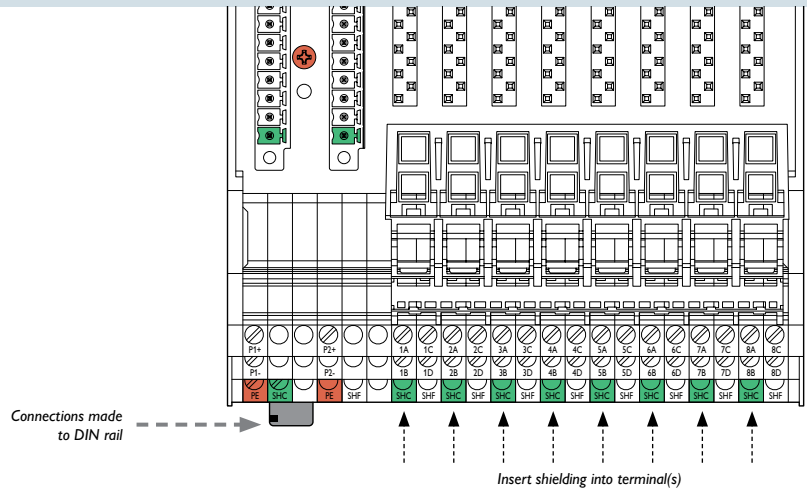 P1+ P2+ 1A 1C 2A 2C 3A 3C 4A 4C 5A 5C 6A 6C 7A 7C 8A 8C
P1- P2- 1B 1D 2B 2D 3B 3D 4B 4D 5B 5D 6B 6D 7B 7D 8B 8D
PE SHC PE SHF SHC SHF SHC SHF SHC SHF SHC SHF SHC SHF SHC SHF SHC SHF SHC SHF
Connections made
to DIN rail
Insert shielding into terminal(s)